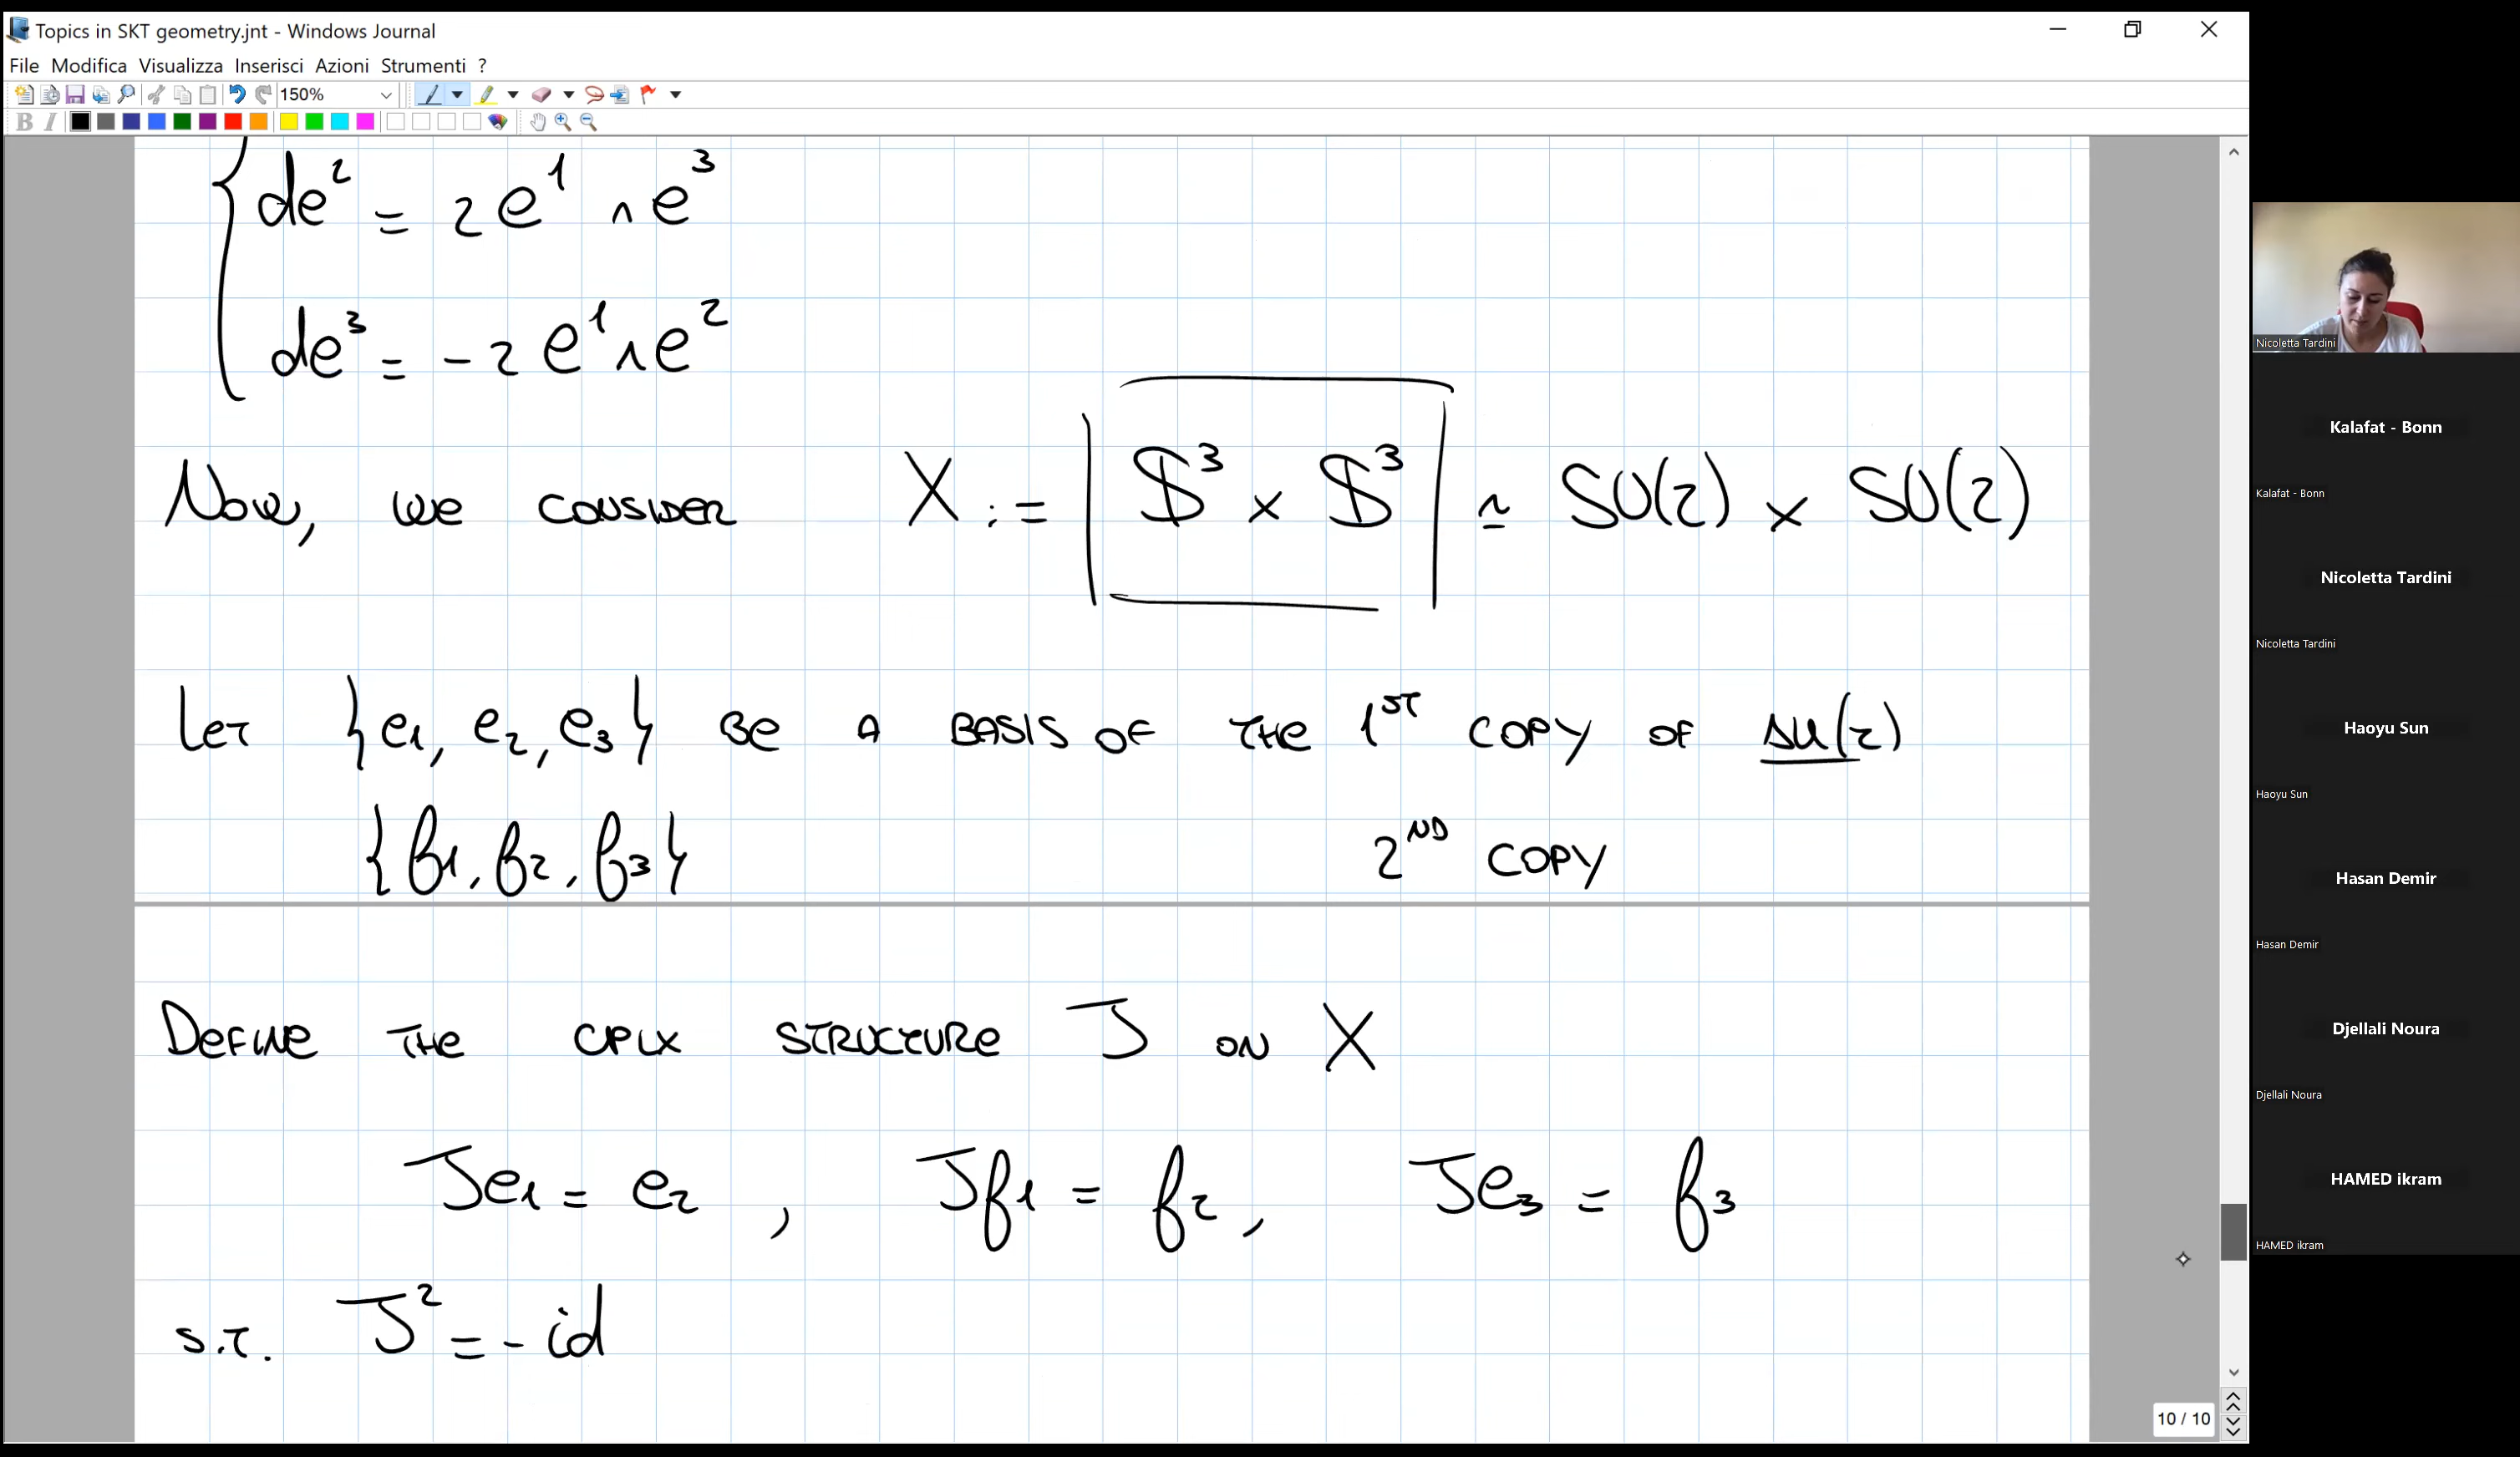 Topics in SKT geometry.jnt - Windows Journal
File Modifica Visualizza Inserisci Azioni Strumenti ?
150%
B I
de² = 2 e¹ ∧ e³
de³ = - 2 e¹ ∧ e²
Now, we consider X := S³ × S³ ≃ SU(2) × SU(2)
Let {e₁, e₂, e₃} be a basis of the 1ST copy of su(2)
{f₁, f₂, f₃} 2ND copy
Define the cplx structure J on X
Je₁ = e₂ , Jf₁ = f₂, Je₃ = f₃
s.t. J² = - id
10 / 10
Nicoletta Tardini
Kalafat - Bonn
Kalafat - Bonn
Nicoletta Tardini
Nicoletta Tardini
Haoyu Sun
Haoyu Sun
Hasan Demir
Hasan Demir
Djellali Noura
Djellali Noura
HAMED ikram
HAMED ikram